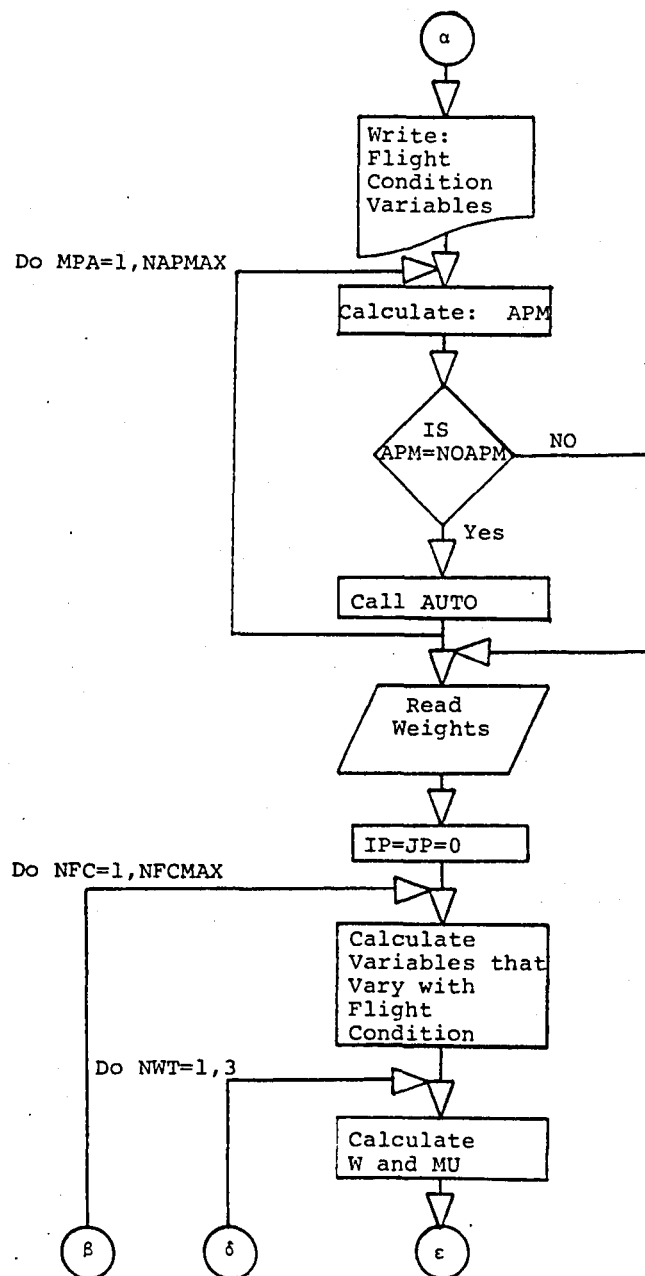 α
Write:
Flight
Condition
Variables
Do MPA=1,NAPMAX
Calculate:  APM
IS
APM=NOAPM
NO
Yes
Call AUTO
Read
Weights
IP=JP=0
Do NFC=1,NFCMAX
Calculate
Variables that
Vary with
Flight
Condition
Do NWT=1,3
Calculate
W and MU
β
δ
ε